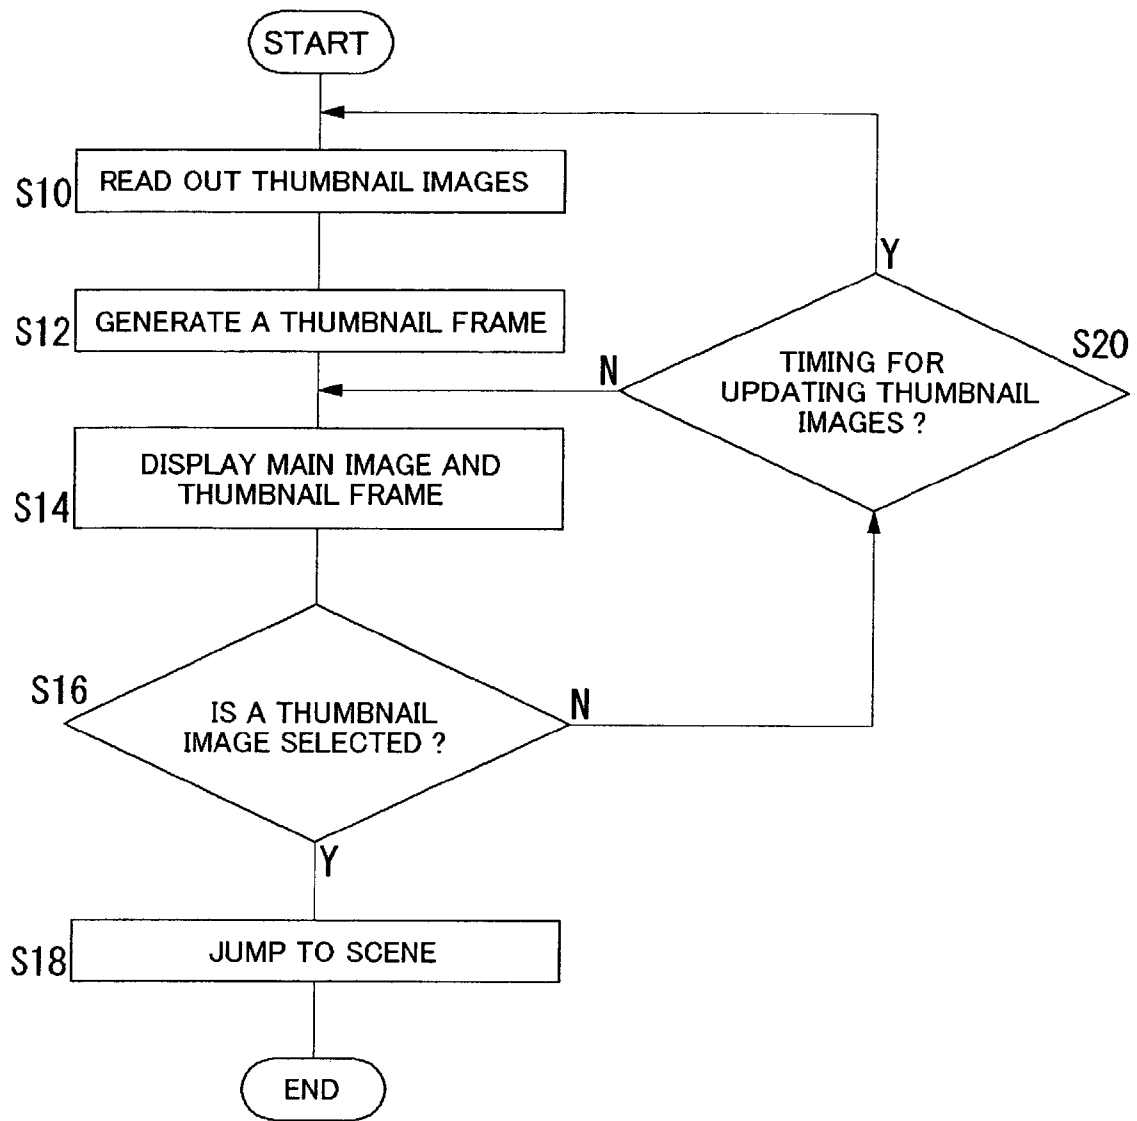 START
S10
READ OUT THUMBNAIL IMAGES
Y
S12
GENERATE A THUMBNAIL FRAME
N
TIMING FOR
UPDATING THUMBNAIL
IMAGES ?
S20
S14
DISPLAY MAIN IMAGE AND
THUMBNAIL FRAME
S16
IS A THUMBNAIL
IMAGE SELECTED ?
N
Y
S18
JUMP TO SCENE
END